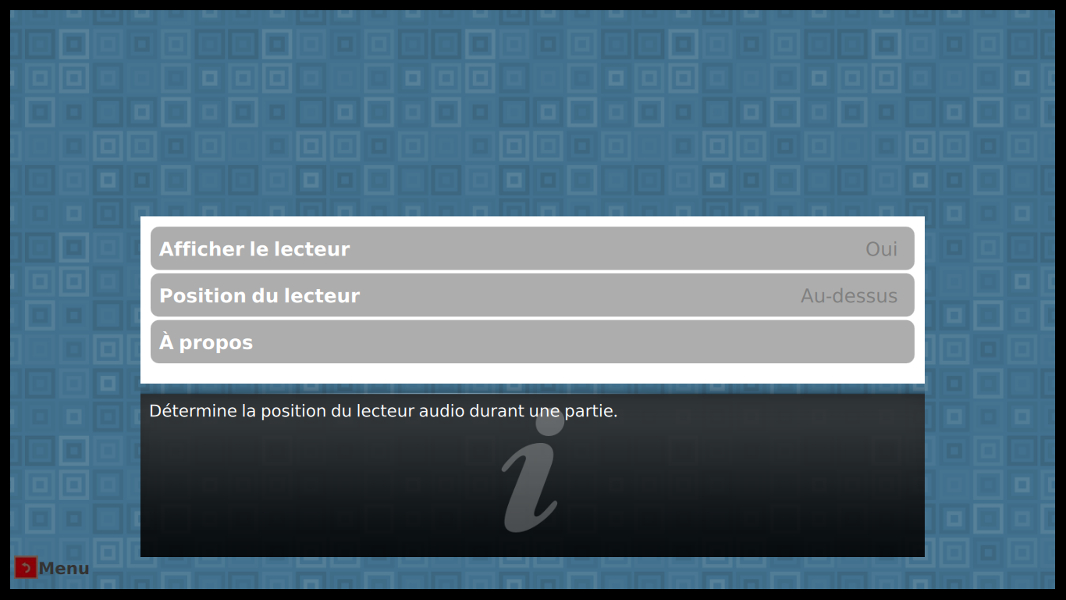 Afficher le lecteur Oui
Position du lecteur Au-dessus
À propos
Détermine la position du lecteur audio durant une partie.
Menu